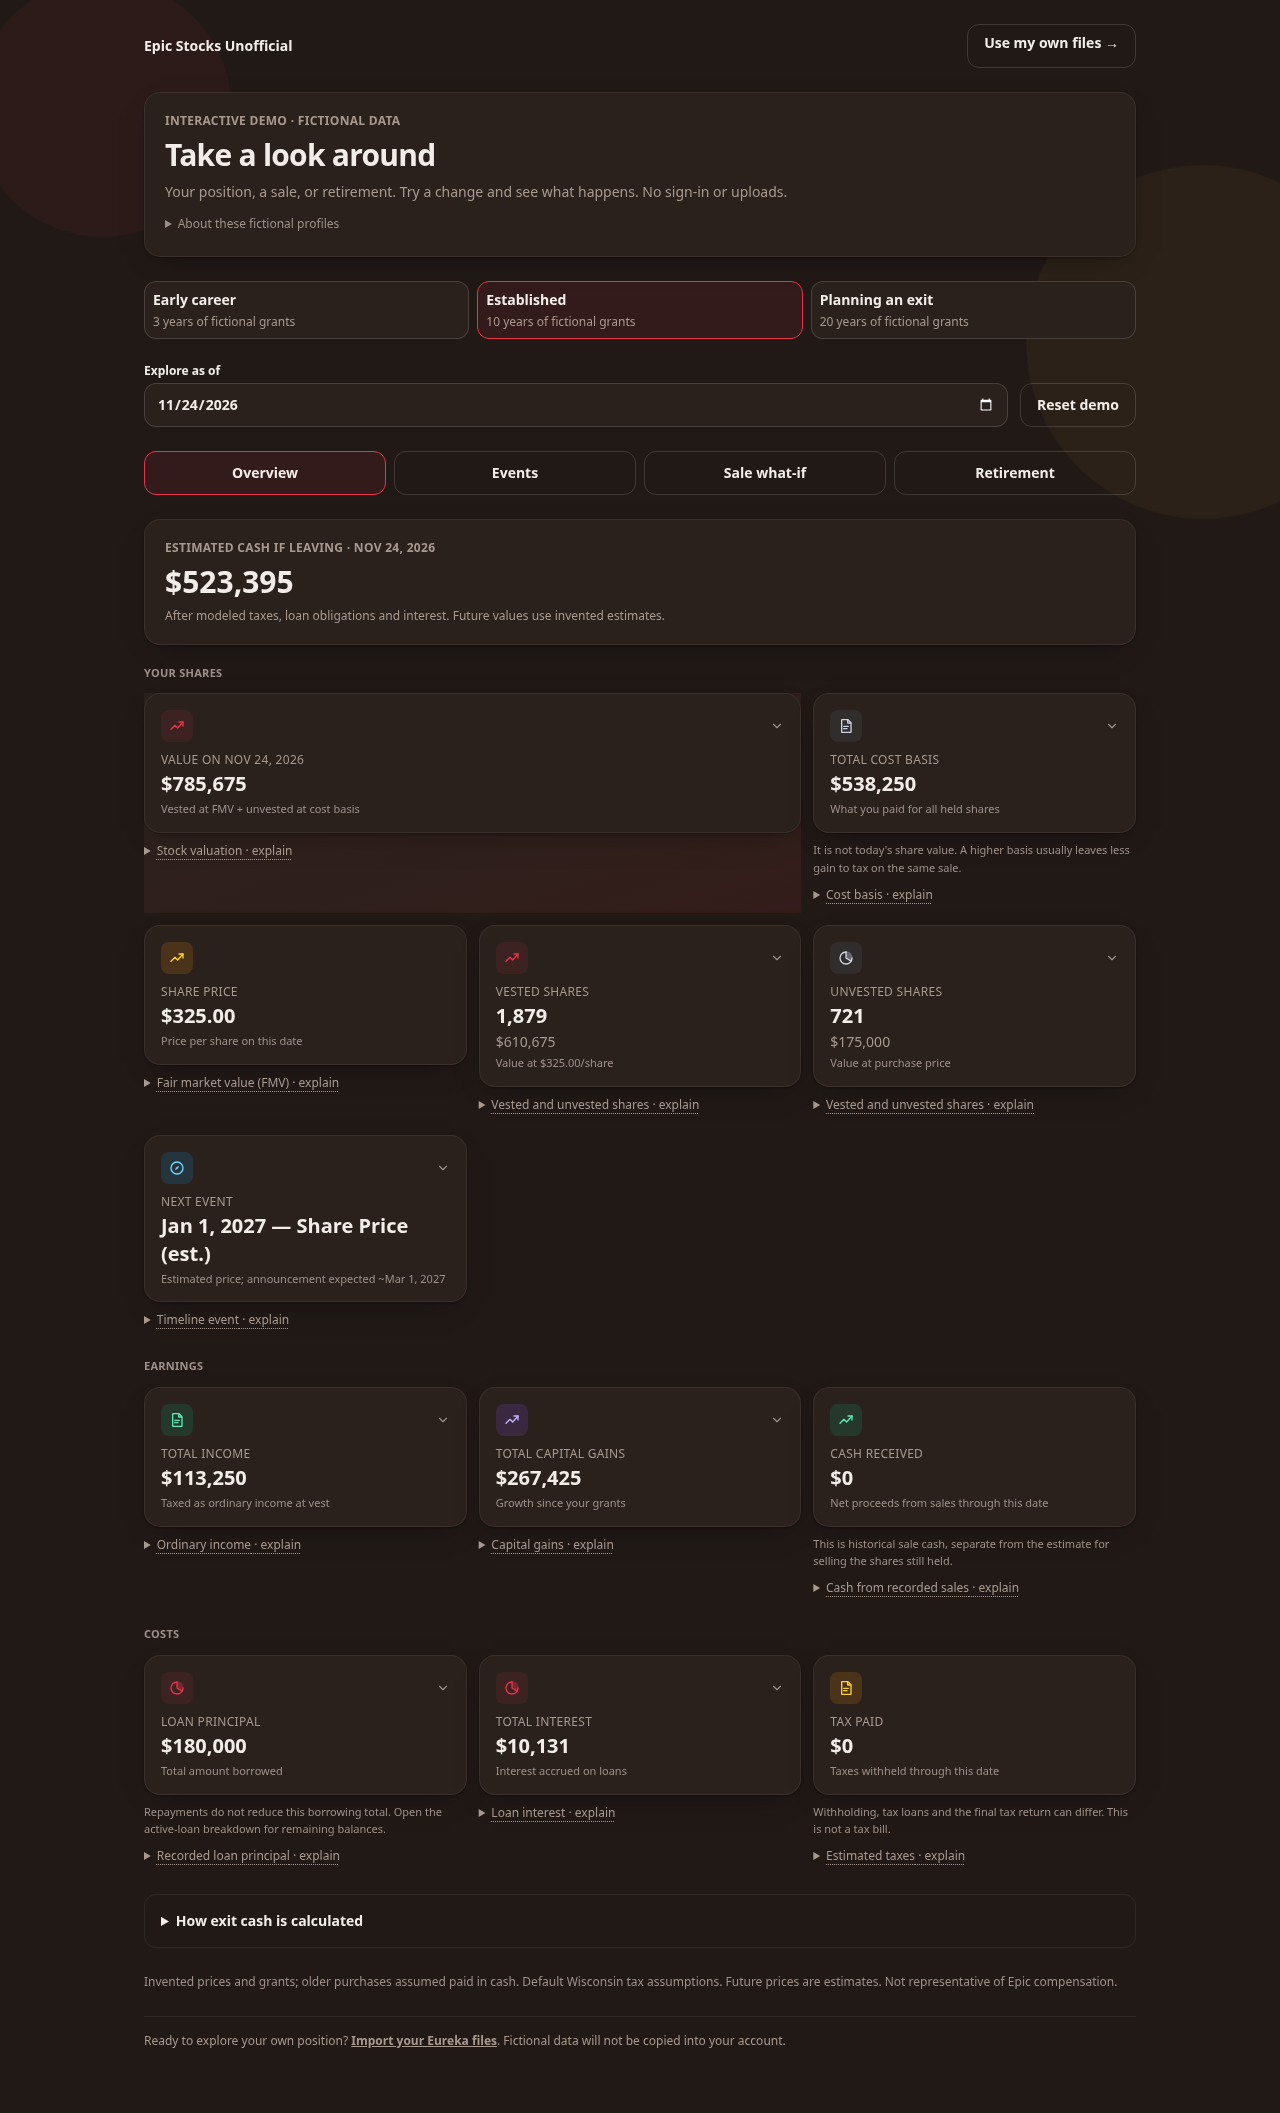 Epic Stocks Unofficial
Use my own files →
INTERACTIVE DEMO · FICTIONAL DATA
Take a look around
Your position, a sale, or retirement. Try a change and see what happens. No sign-in or uploads.
About these fictional profiles
Early career
3 years of fictional grants
Established
10 years of fictional grants
Planning an exit
20 years of fictional grants
Explore as of
11/24/2026
Reset demo
Overview
Events
Sale what-if
Retirement
ESTIMATED CASH IF LEAVING · NOV 24, 2026
$523,395
After modeled taxes, loan obligations and interest. Future values use invented estimates.
YOUR SHARES
VALUE ON NOV 24, 2026
$785,675
Vested at FMV + unvested at cost basis
Stock valuation · explain
TOTAL COST BASIS
$538,250
What you paid for all held shares
It is not today's share value. A higher basis usually leaves less
gain to tax on the same sale.
Cost basis · explain
SHARE PRICE
$325.00
Price per share on this date
Fair market value (FMV) · explain
VESTED SHARES
1,879
$610,675
Value at $325.00/share
Vested and unvested shares · explain
UNVESTED SHARES
721
$175,000
Value at purchase price
Vested and unvested shares · explain
NEXT EVENT
Jan 1, 2027 — Share Price
(est.)
Estimated price; announcement expected ~Mar 1, 2027
Timeline event · explain
EARNINGS
TOTAL INCOME
$113,250
Taxed as ordinary income at vest
Ordinary income · explain
TOTAL CAPITAL GAINS
$267,425
Growth since your grants
Capital gains · explain
CASH RECEIVED
$0
Net proceeds from sales through this date
This is historical sale cash, separate from the estimate for
selling the shares still held.
Cash from recorded sales · explain
COSTS
LOAN PRINCIPAL
$180,000
Total amount borrowed
Repayments do not reduce this borrowing total. Open the
active-loan breakdown for remaining balances.
Recorded loan principal · explain
TOTAL INTEREST
$10,131
Interest accrued on loans
Loan interest · explain
TAX PAID
$0
Taxes withheld through this date
Withholding, tax loans and the final tax return can differ. This
is not a tax bill.
Estimated taxes · explain
How exit cash is calculated
Invented prices and grants; older purchases assumed paid in cash. Default Wisconsin tax assumptions. Future prices are estimates. Not representative of Epic compensation.
Ready to explore your own position? Import your Eureka files. Fictional data will not be copied into your account.